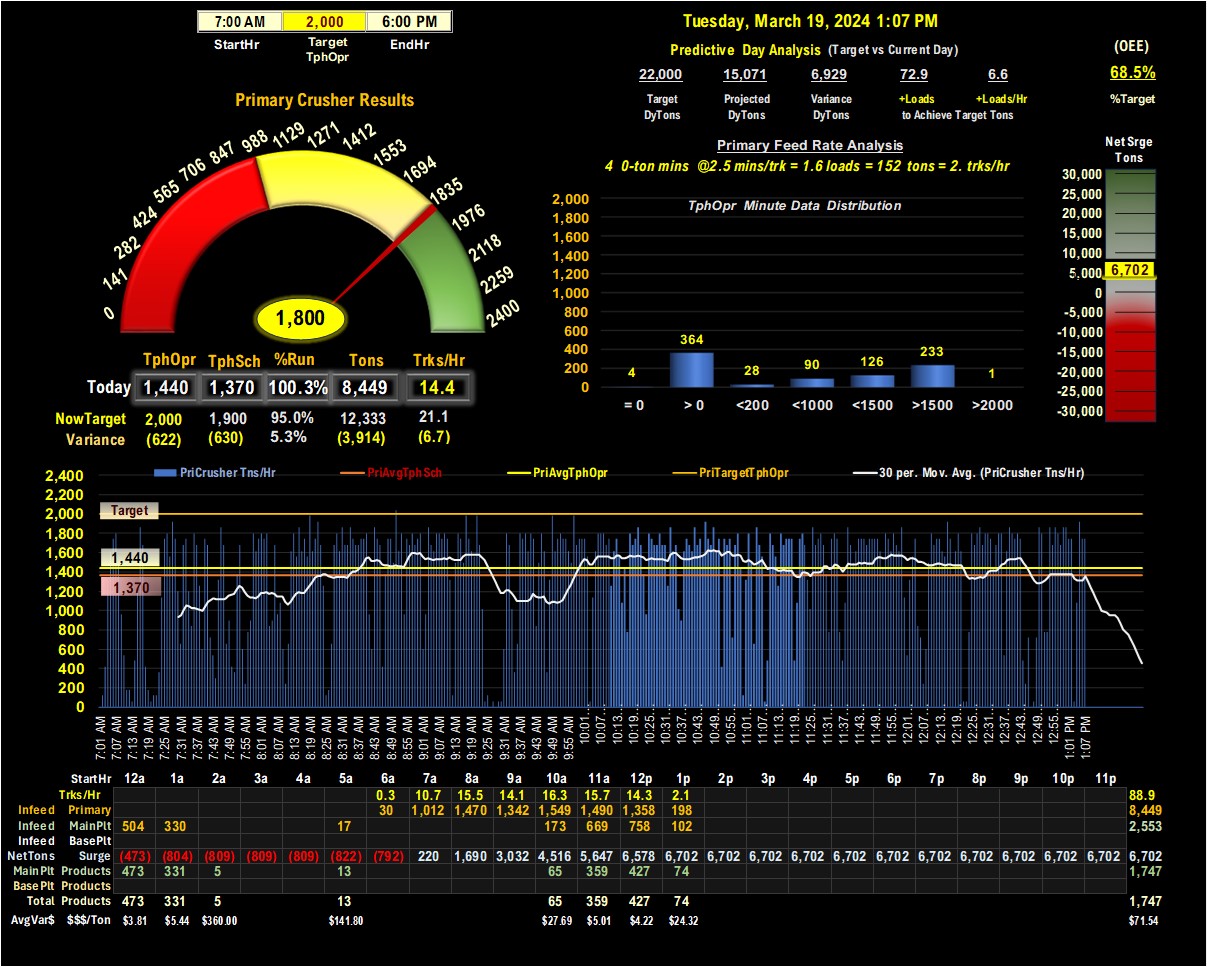 7:00 AM 2,000 6:00 PM
StartHr Target TphOpr EndHr
Tuesday, March 19, 2024 1:07 PM
Predictive Day Analysis (Target vs Current Day)
22,000 15,071 6,929 72.9 6.6
Target DyTons Projected DyTons Variance DyTons +Loads +Loads/Hr to Achieve Target Tons
(OEE)
68.5%
%Target
Primary Crusher Results
0 141 282 424 565 706 847 988 1129 1271 1412 1553 1694 1835 1976 2118 2259 2400
1,800
TphOpr TphSch %Run Tons Trks/Hr
Today 1,440 1,370 100.3% 8,449 14.4
NowTarget 2,000 1,900 95.0% 12,333 21.1
Variance (622) (630) 5.3% (3,914) (6.7)
Primary Feed Rate Analysis
4 0-ton mins @2.5 mins/trk = 1.6 loads = 152 tons = 2. trks/hr
TphOpr Minute Data Distribution
2,000
1,800
1,600
1,400
1,200
1,000
800
600
400
200
0
4 364 28 90 126 233 1
= 0 > 0 <200 <1000 <1500 >1500 >2000
Net Srge
Tons
30,000
25,000
20,000
15,000
10,000
5,000 6,702
0
-5,000
-10,000
-15,000
-20,000
-25,000
-30,000
PriCrusher Tns/Hr PriAvgTphSch PriAvgTphOpr PriTargetTphOpr 30 per. Mov. Avg. (PriCrusher Tns/Hr)
2,400
2,200
2,000
1,800
1,600
1,400
1,200
1,000
800
600
400
200
0
Target
1,440
1,370
7:01 AM 7:07 AM 7:13 AM 7:19 AM 7:25 AM 7:31 AM 7:37 AM 7:43 AM 7:49 AM 7:55 AM 8:01 AM 8:07 AM 8:13 AM 8:19 AM 8:25 AM 8:31 AM 8:37 AM 8:43 AM 8:49 AM 8:55 AM 9:01 AM 9:07 AM 9:13 AM 9:19 AM 9:25 AM 9:31 AM 9:37 AM 9:43 AM 9:49 AM 9:55 AM 10:01... 10:07... 10:13... 10:19... 10:25... 10:31... 10:37... 10:43... 10:49... 10:55... 11:01... 11:07... 11:13... 11:19... 11:25... 11:31... 11:37... 11:43... 11:49... 11:55... 12:01... 12:07... 12:13... 12:19... 12:25... 12:31... 12:37... 12:43... 12:49... 12:55... 1:01 PM 1:07 PM
StartHr 12a 1a 2a 3a 4a 5a 6a 7a 8a 9a 10a 11a 12p 1p 2p 3p 4p 5p 6p 7p 8p 9p 10p 11p
Trks/Hr 0.3 10.7 15.5 14.1 16.3 15.7 14.3 2.1 88.9
Infeed Primary 30 1,012 1,470 1,342 1,549 1,490 1,358 198 8,449
Infeed MainPlt 504 330 17 173 669 758 102 2,553
Infeed BasePlt
NetTons Surge (473) (804) (809) (809) (809) (822) (792) 220 1,690 3,032 4,516 5,647 6,578 6,702 6,702 6,702 6,702 6,702 6,702 6,702 6,702 6,702 6,702 6,702 6,702
Main Plt Products 473 331 5 13 65 359 427 74 1,747
Base Plt Products
Total Products 473 331 5 13 65 359 427 74 1,747
AvgVar$ $$$/Ton $3.81 $5.44 $360.00 $141.80 $27.69 $5.01 $4.22 $24.32 $71.54